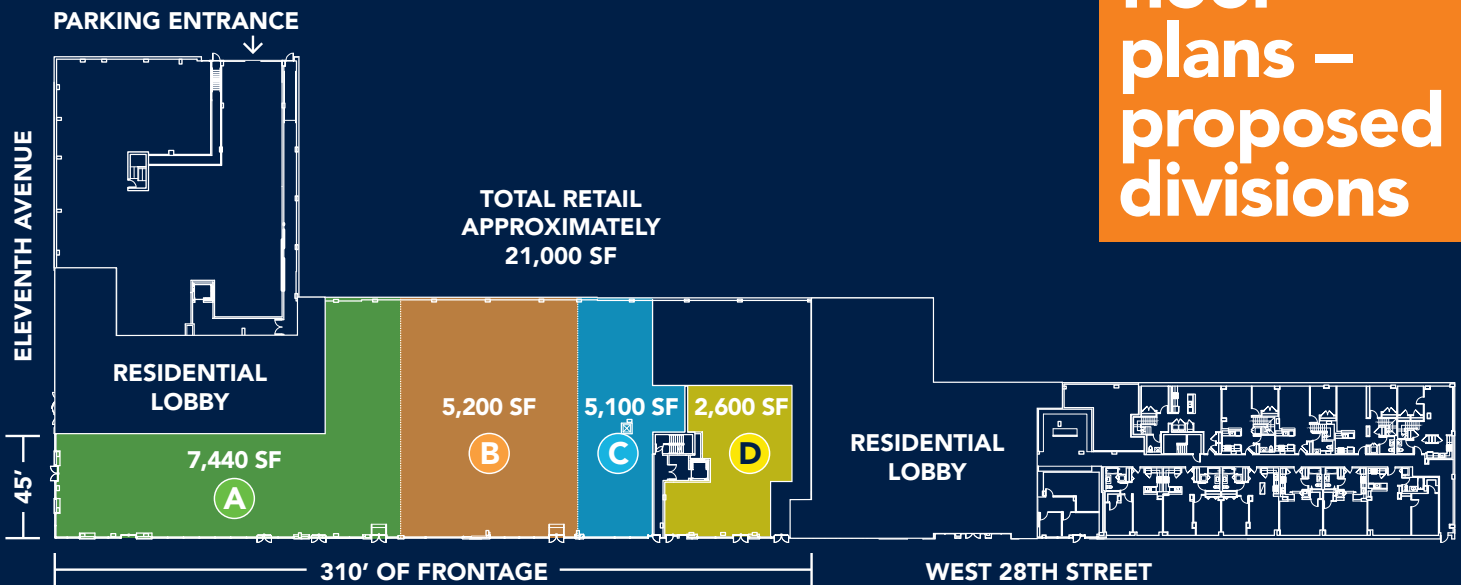 plans –
proposed
divisions
PARKING ENTRANCE
ELEVENTH AVENUE
TOTAL RETAIL
APPROXIMATELY
21,000 SF
RESIDENTIAL
LOBBY
5,200 SF
5,100 SF
2,600 SF
7,440 SF
A
B
C
D
RESIDENTIAL
LOBBY
45’
310’ OF FRONTAGE
WEST 28TH STREET